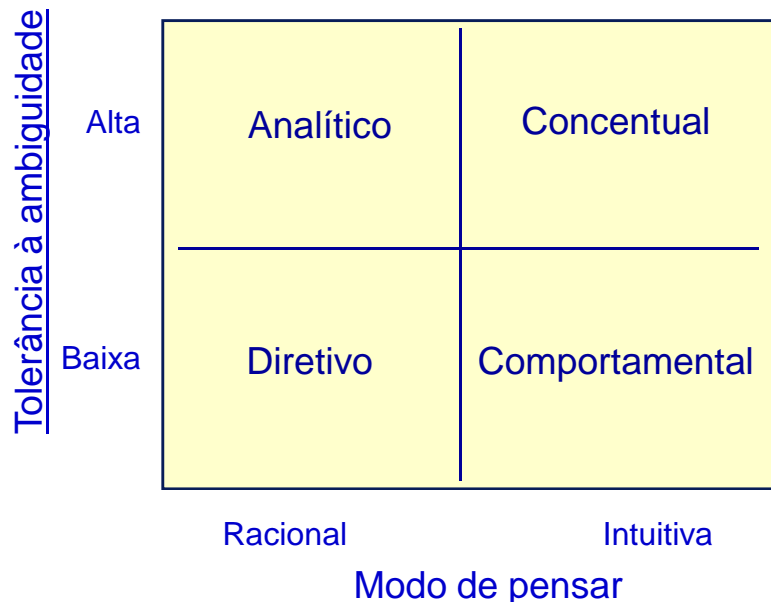 Tolerância à ambiguidade
Alta
Analítico
Concentual
Baixa
Diretivo
Comportamental
Racional
Intuitiva
Modo de pensar